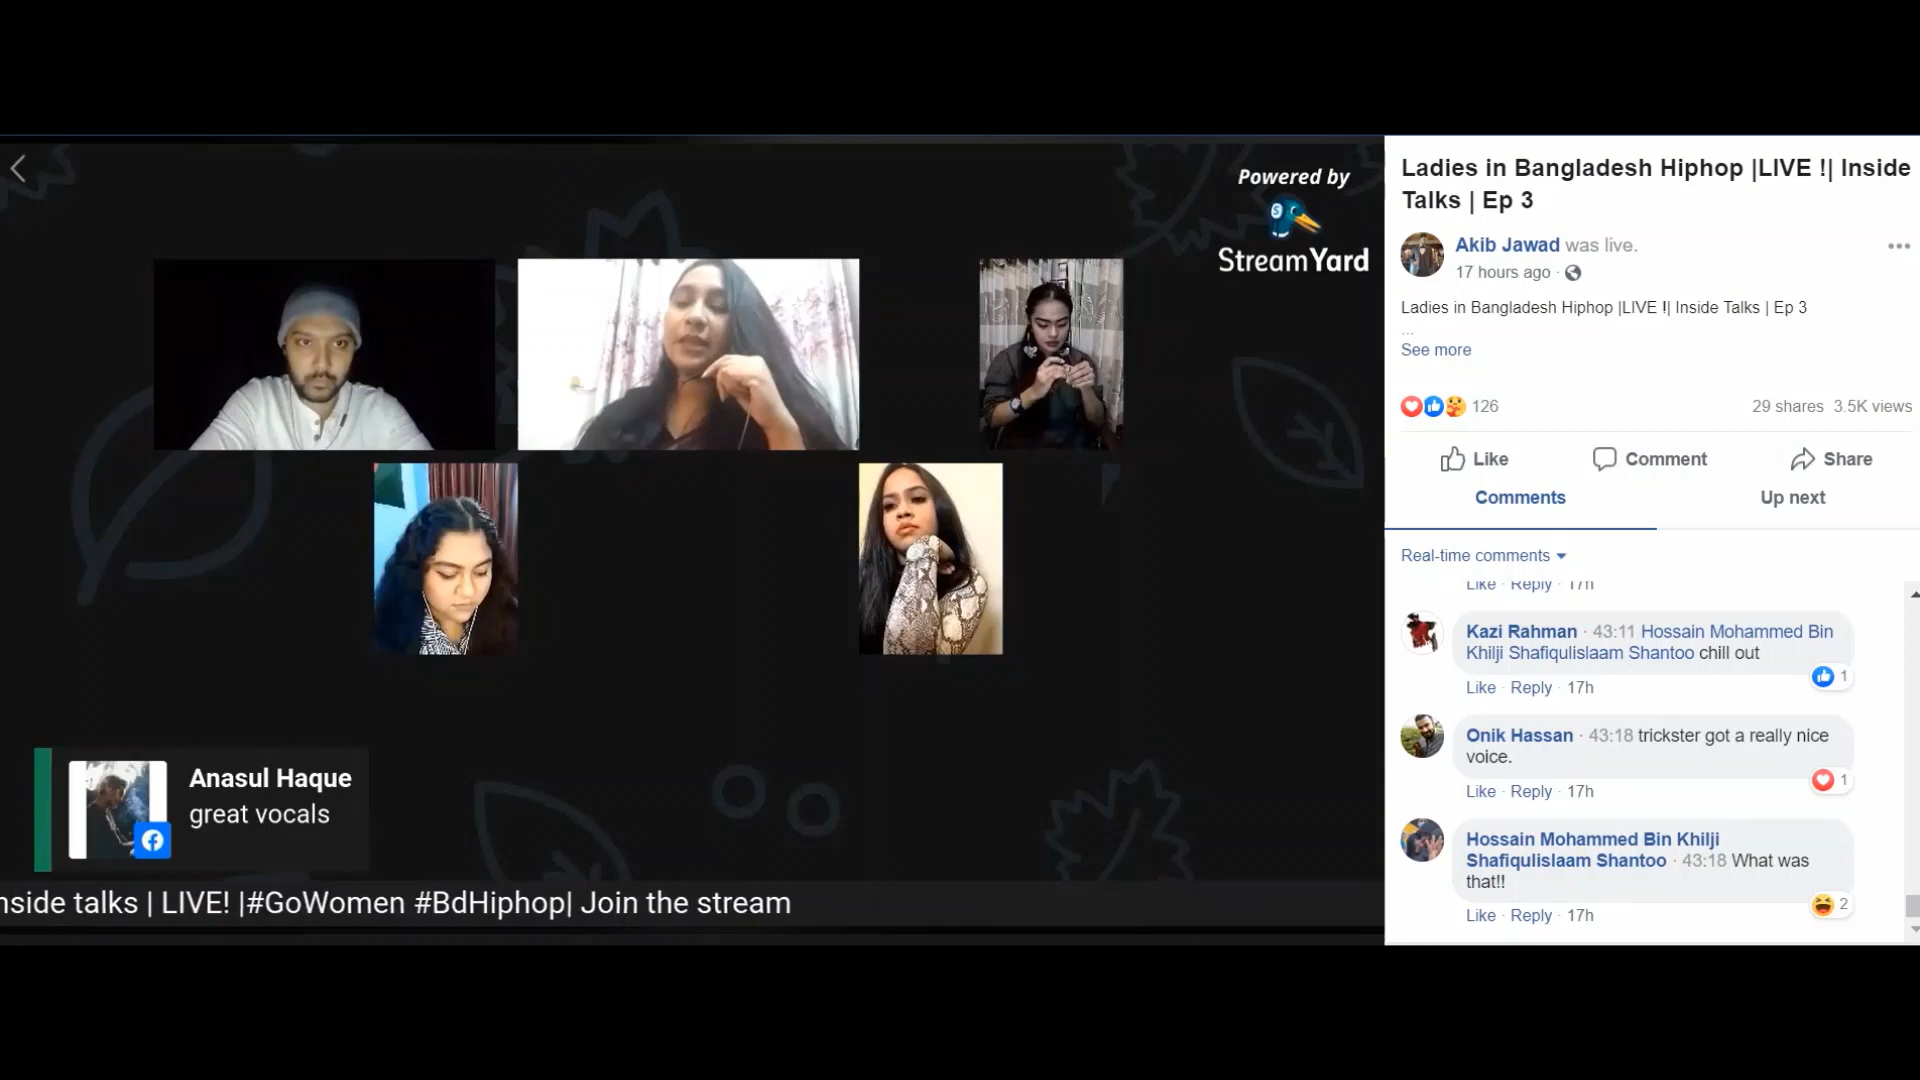 Powered by
StreamYard
Anasul Haque
great vocals
nside talks | LIVE! |#GoWomen #BdHiphop| Join the stream
Ladies in Bangladesh Hiphop |LIVE !| Inside
Talks | Ep 3
Akib Jawad was live.
17 hours ago ·
Ladies in Bangladesh Hiphop |LIVE !| Inside Talks | Ep 3
...
See more
126
29 shares 3.5K views
Like
Comment
Share
Comments
Up next
Real-time comments
Like · Reply · 17h
Kazi Rahman · 43:11 Hossain Mohammed Bin
Khilji Shafiqulislaam Shantoo chill out
1
Like · Reply · 17h
Onik Hassan · 43:18 trickster got a really nice
voice.
1
Like · Reply · 17h
Hossain Mohammed Bin Khilji
Shafiqulislaam Shantoo · 43:18 What was
that!!
2
Like · Reply · 17h